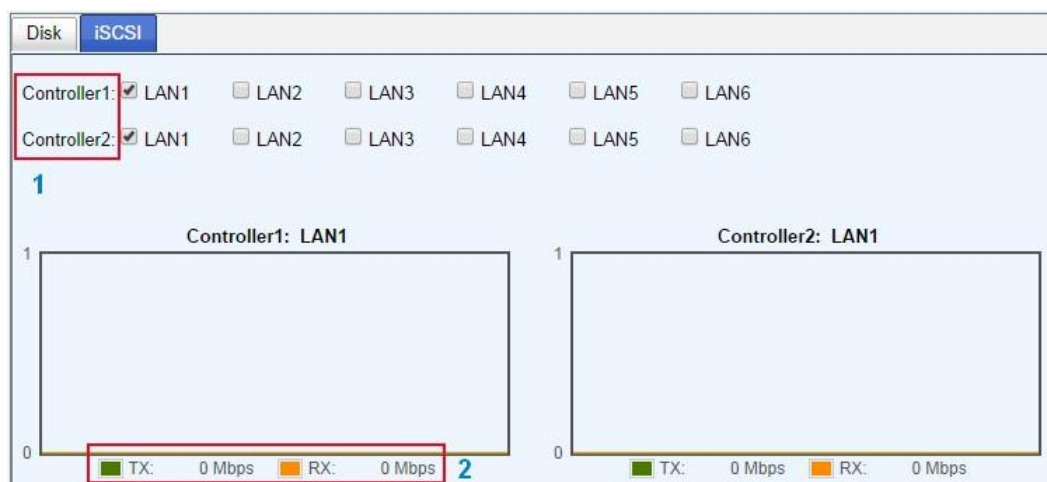 Disk iSCSI
Controller1: LAN1 LAN2 LAN3 LAN4 LAN5 LAN6
Controller2: LAN1 LAN2 LAN3 LAN4 LAN5 LAN6
1
Controller1: LAN1 Controller2: LAN1
1 1
0 0
TX: 0 Mbps RX: 0 Mbps 2 TX: 0 Mbps RX: 0 Mbps